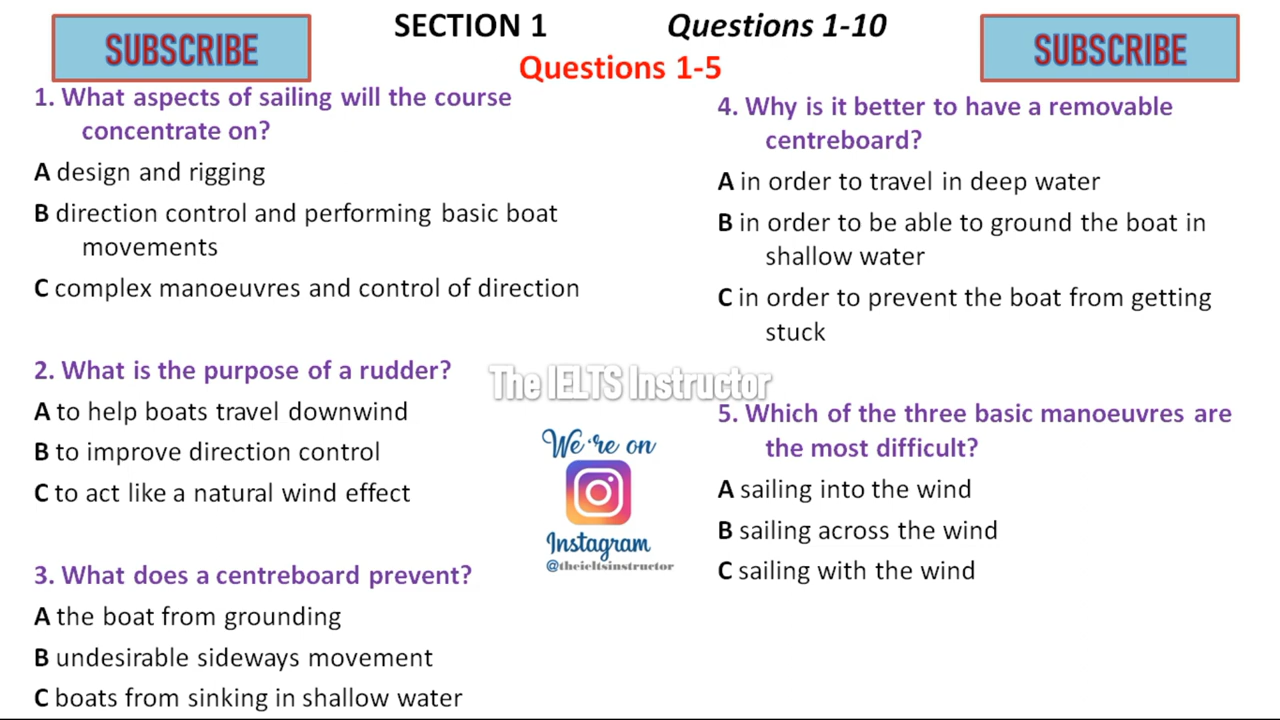 SUBSCRIBE
SECTION 1 Questions 1-10
SUBSCRIBE
Questions 1-5
1. What aspects of sailing will the course
concentrate on?
A design and rigging
B direction control and performing basic boat
movements
C complex manoeuvres and control of direction
2. What is the purpose of a rudder?
A to help boats travel downwind
B to improve direction control
C to act like a natural wind effect
3. What does a centreboard prevent?
A the boat from grounding
B undesirable sideways movement
C boats from sinking in shallow water
4. Why is it better to have a removable
centreboard?
A in order to travel in deep water
B in order to be able to ground the boat in
shallow water
C in order to prevent the boat from getting
stuck
The IELTS Instructor
5. Which of the three basic manoeuvres are
the most difficult?
A sailing into the wind
B sailing across the wind
C sailing with the wind
We're on
Instagram
@theieltsinstructor